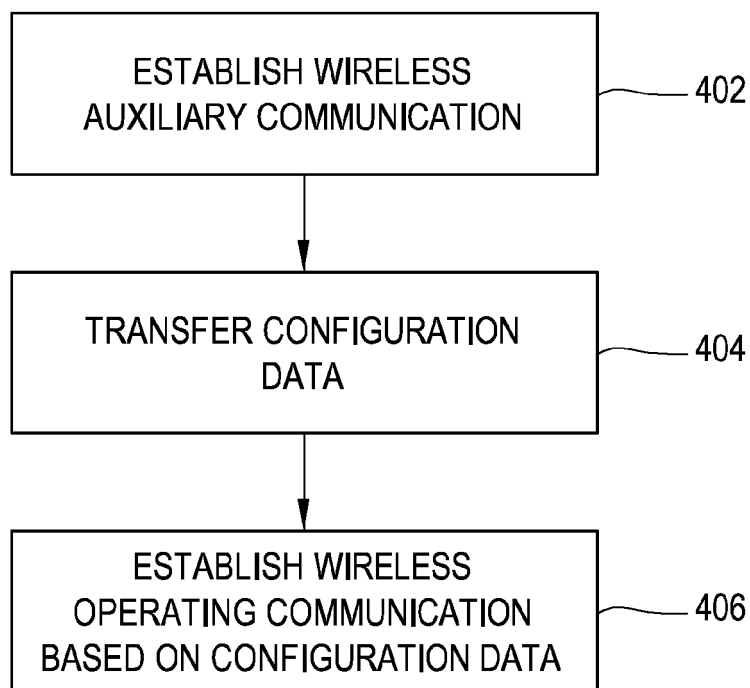 ESTABLISH WIRELESS
AUXILIARY COMMUNICATION
402
TRANSFER CONFIGURATION
DATA
404
ESTABLISH WIRELESS
OPERATING COMMUNICATION
BASED ON CONFIGURATION DATA
406